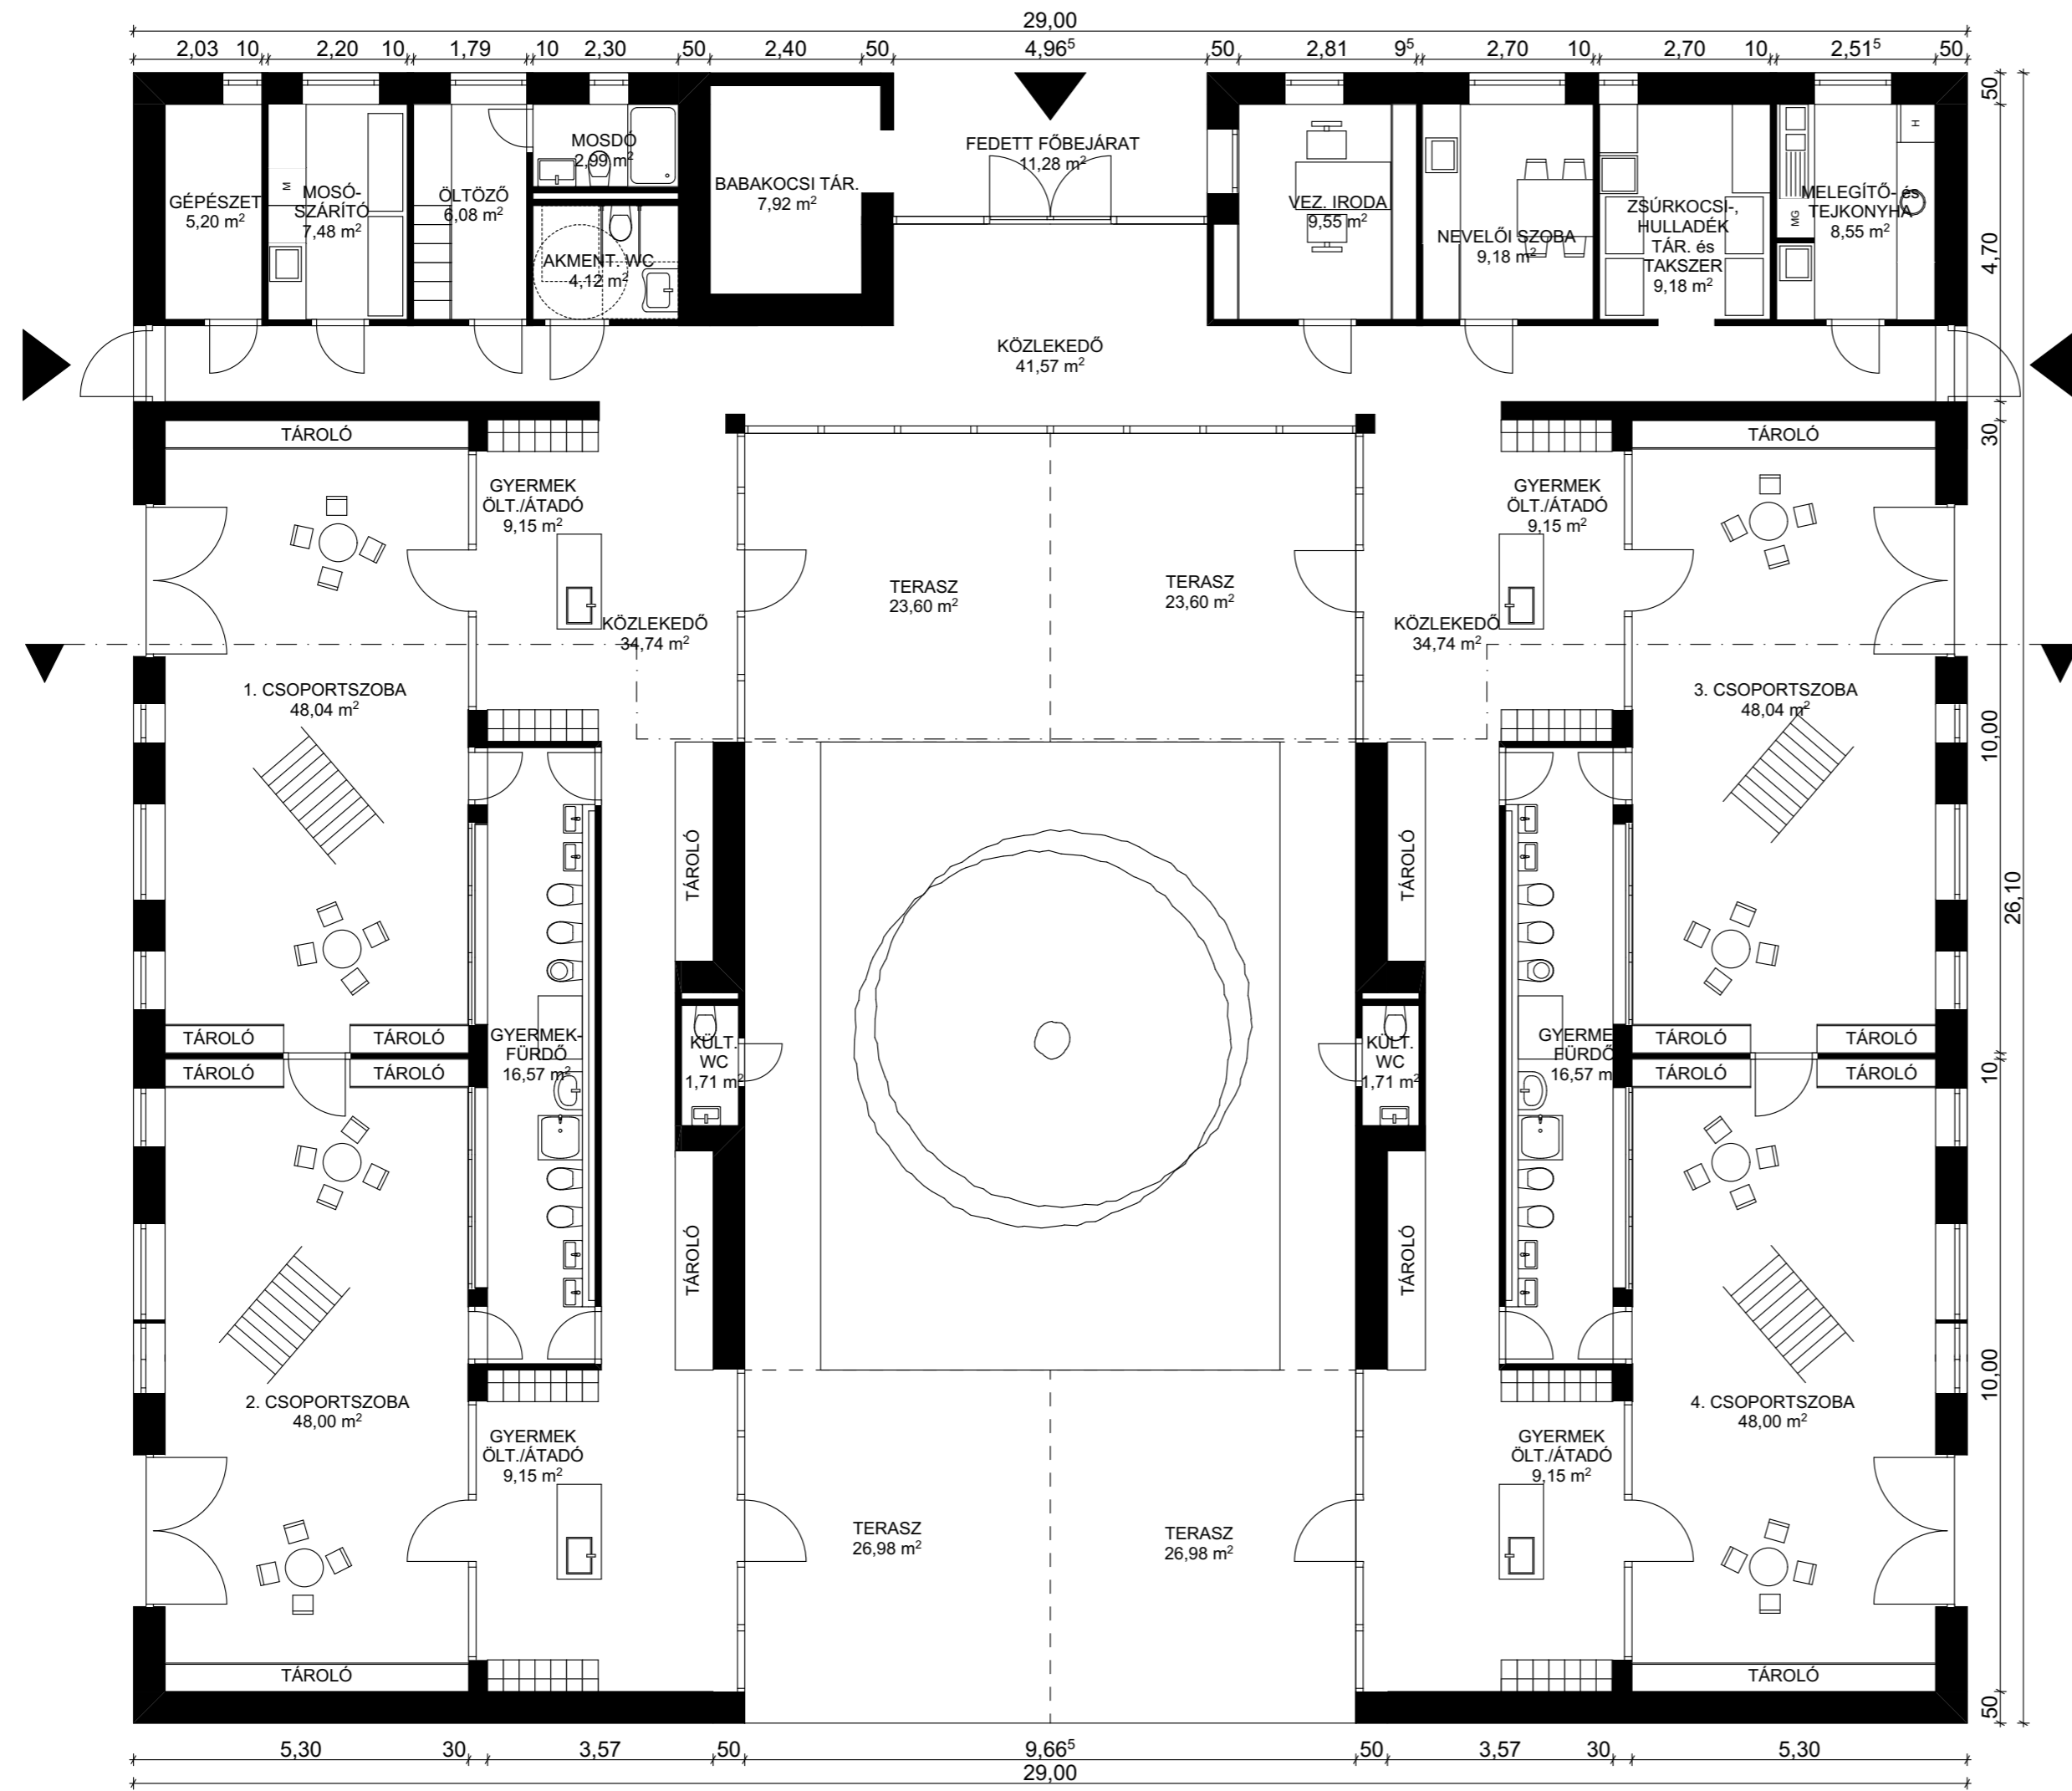 29,00
2,03 10 2,20 10 1,79 10 2,30 50 2,40 50 4,96⁵ 50 2,81 9⁵ 2,70 10 2,70 10 2,51⁵ 50
GÉPÉSZET
5,20 m²
M
MOSÓ-
SZÁRÍTÓ
7,48 m²
ÖLTÖZŐ
6,08 m²
MOSDÓ
2,99 m²
AKMENT. WC
4,12 m²
BABAKOCSI TÁR.
7,92 m²
FEDETT FŐBEJÁRAT
11,28 m²
VEZ. IRODA
9,55 m²
NEVELŐI SZOBA
9,18 m²
ZSÚRKOCSI-,
HULLADÉK
TÁR. és
TAKSZER
9,18 m²
H
MG
MELEGÍTŐ- és
TEJKONYHA
8,55 m²
50
4,70
30
10,00
10
10,00
50
26,10
KÖZLEKEDŐ
41,57 m²
TÁROLÓ
TÁROLÓ
GYERMEK
ÖLT./ÁTADÓ
9,15 m²
GYERMEK
ÖLT./ÁTADÓ
9,15 m²
TERASZ
23,60 m²
TERASZ
23,60 m²
KÖZLEKEDŐ
34,74 m²
KÖZLEKEDŐ
34,74 m²
1. CSOPORTSZOBA
48,04 m²
3. CSOPORTSZOBA
48,04 m²
TÁROLÓ
TÁROLÓ
TÁROLÓ TÁROLÓ
TÁROLÓ TÁROLÓ
GYERMEK-
FÜRDŐ
16,57 m²
KÜLT.
WC
1,71 m²
KÜLT.
WC
1,71 m²
GYERME
FÜRDŐ
16,57 m
TÁROLÓ TÁROLÓ
TÁROLÓ TÁROLÓ
TÁROLÓ
TÁROLÓ
2. CSOPORTSZOBA
48,00 m²
4. CSOPORTSZOBA
48,00 m²
GYERMEK
ÖLT./ÁTADÓ
9,15 m²
GYERMEK
ÖLT./ÁTADÓ
9,15 m²
TERASZ
26,98 m²
TERASZ
26,98 m²
TÁROLÓ
TÁROLÓ
5,30 30 3,57 50 9,66⁵ 50 3,57 30 5,30
29,00